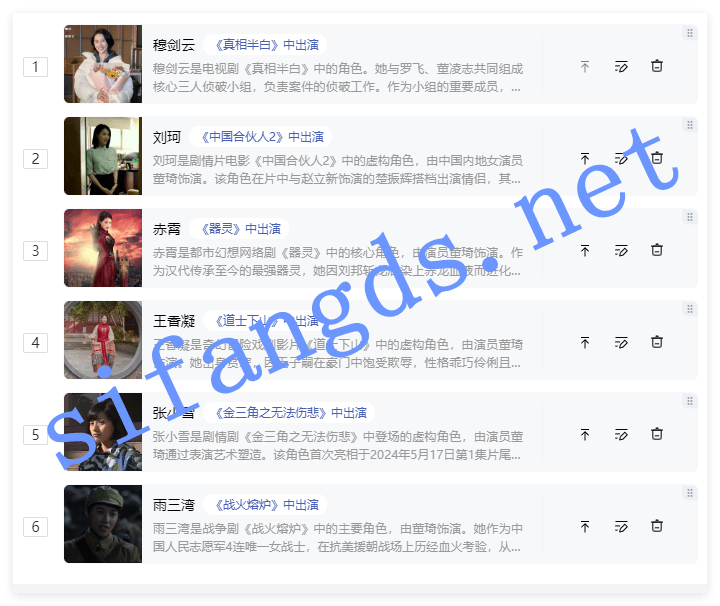 1
穆剑云 《真相半白》中出演
穆剑云是电视剧《真相半白》中的角色。她与罗飞、董凌志共同组成
核心三人侦破小组，负责案件的侦破工作。作为小组的重要成员，...
2
刘珂 《中国合伙人2》中出演
刘珂是剧情片电影《中国合伙人2》中的虚构角色，由中国内地女演员
董琦饰演。该角色在片中与赵立新饰演的楚振辉搭档出演情侣，其...
3
赤霄 《器灵》中出演
赤霄是都市幻想网络剧《器灵》中的核心角色，由演员董琦饰演。作
为汉代传承至今的最强器灵，她因刘邦斩龙沾染上赤龙血液而进化...
4
王香凝 《道士下山》中出演
王香凝是奇幻冒险戏剧影片《道士下山》中的虚构角色，由演员董琦
饰演。她出身贫寒，因无子嗣在豪门中饱受欺辱，性格乖巧伶俐且...
5
张小雪 《金三角之无法伤悲》中出演
张小雪是剧情剧《金三角之无法伤悲》中登场的虚构角色，由演员董
琦通过表演艺术塑造。该角色首次亮相于2024年5月17日第1集片尾...
6
雨三湾 《战火熔炉》中出演
雨三湾是战争剧《战火熔炉》中的主要角色，由董琦饰演。她作为中
国人民志愿军4连唯一女战士，在抗美援朝战场上历经血火考验，从...
sifangds.net